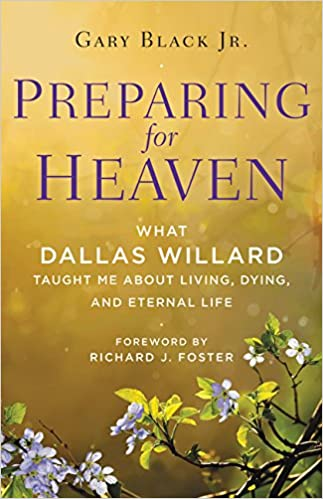 GARY BLACK JR.
PREPARING
for
HEAVEN
WHAT
DALLAS WILLARD
TAUGHT ME ABOUT LIVING, DYING,
AND ETERNAL LIFE
FOREWORD BY
RICHARD J. FOSTER